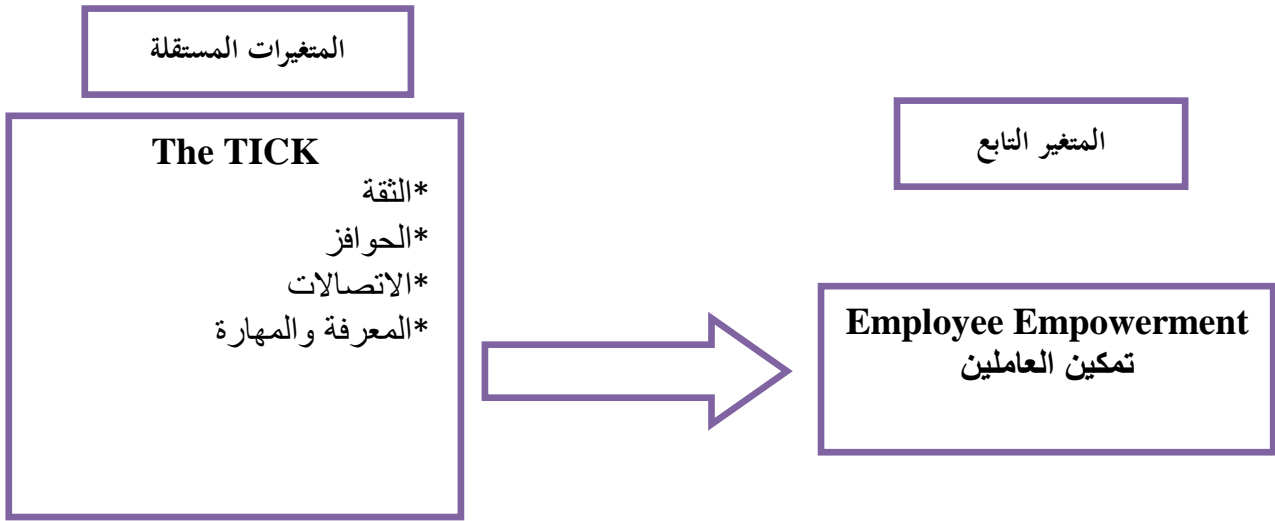 المتغيرات المستقلة
The TICK
*الثقة
*الحوافز
*الاتصالات
*المعرفة والمهارة
المتغير التابع
Employee Empowerment
تمكين العاملين